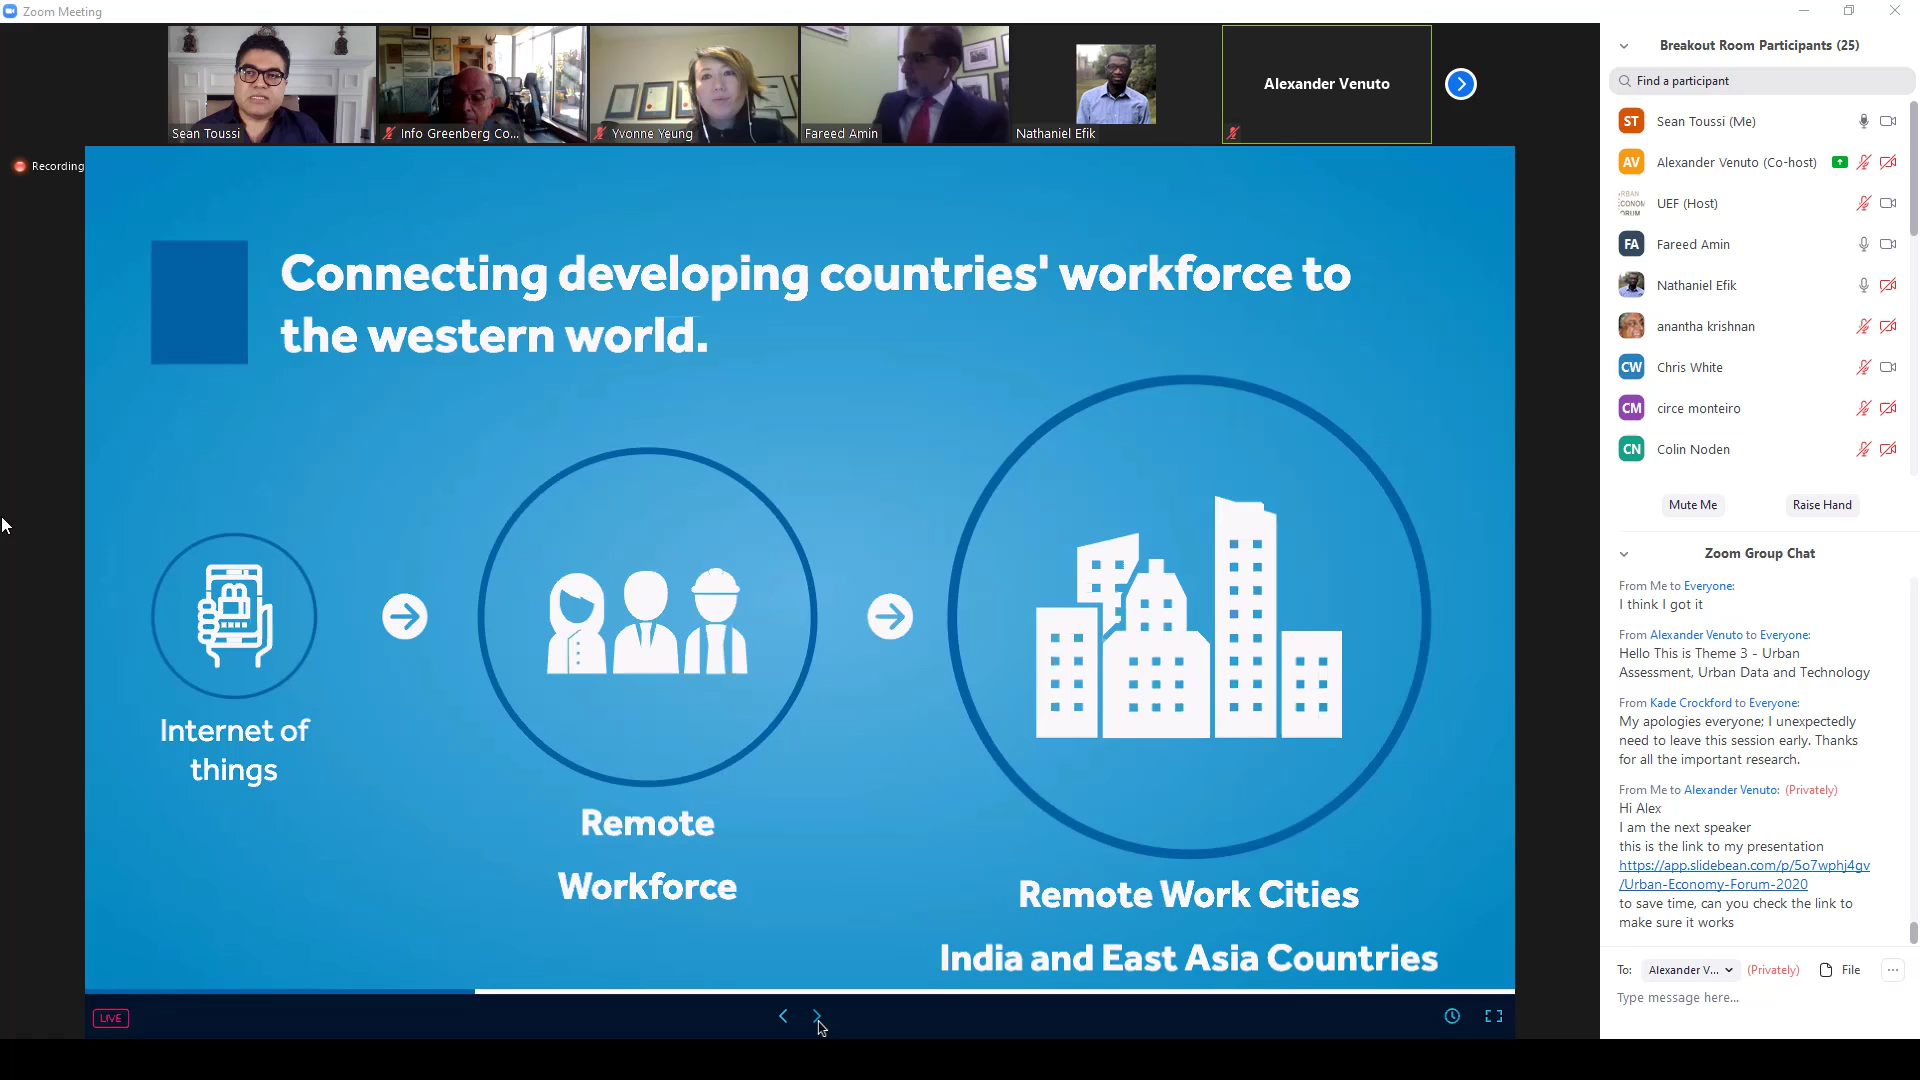 Zoom Meeting
Sean Toussi
Info Greenberg Co...
Yvonne Yeung
Fareed Amin
Nathaniel Efik
Alexander Venuto
Recording
Connecting developing countries' workforce to
the western world.
Internet of
things
Remote
Workforce
Remote Work Cities
India and East Asia Countries
LIVE
Breakout Room Participants (25)
Find a participant
ST
Sean Toussi (Me)
AV
Alexander Venuto (Co-host)
UEF (Host)
FA
Fareed Amin
Nathaniel Efik
anantha krishnan
CW
Chris White
CM
circe monteiro
CN
Colin Noden
Mute Me
Raise Hand
Zoom Group Chat
From Me to Everyone:
I think I got it
From Alexander Venuto to Everyone:
Hello This is Theme 3 - Urban
Assessment, Urban Data and Technology
From Kade Crockford to Everyone:
My apologies everyone; I unexpectedly
need to leave this session early. Thanks
for all the important research.
From Me to Alexander Venuto: (Privately)
Hi Alex
I am the next speaker
this is the link to my presentation
https://app.slidebean.com/p/5o7wphj4gv
/Urban-Economy-Forum-2020
to save time, can you check the link to
make sure it works
To: Alexander V... (Privately) File
Type message here...